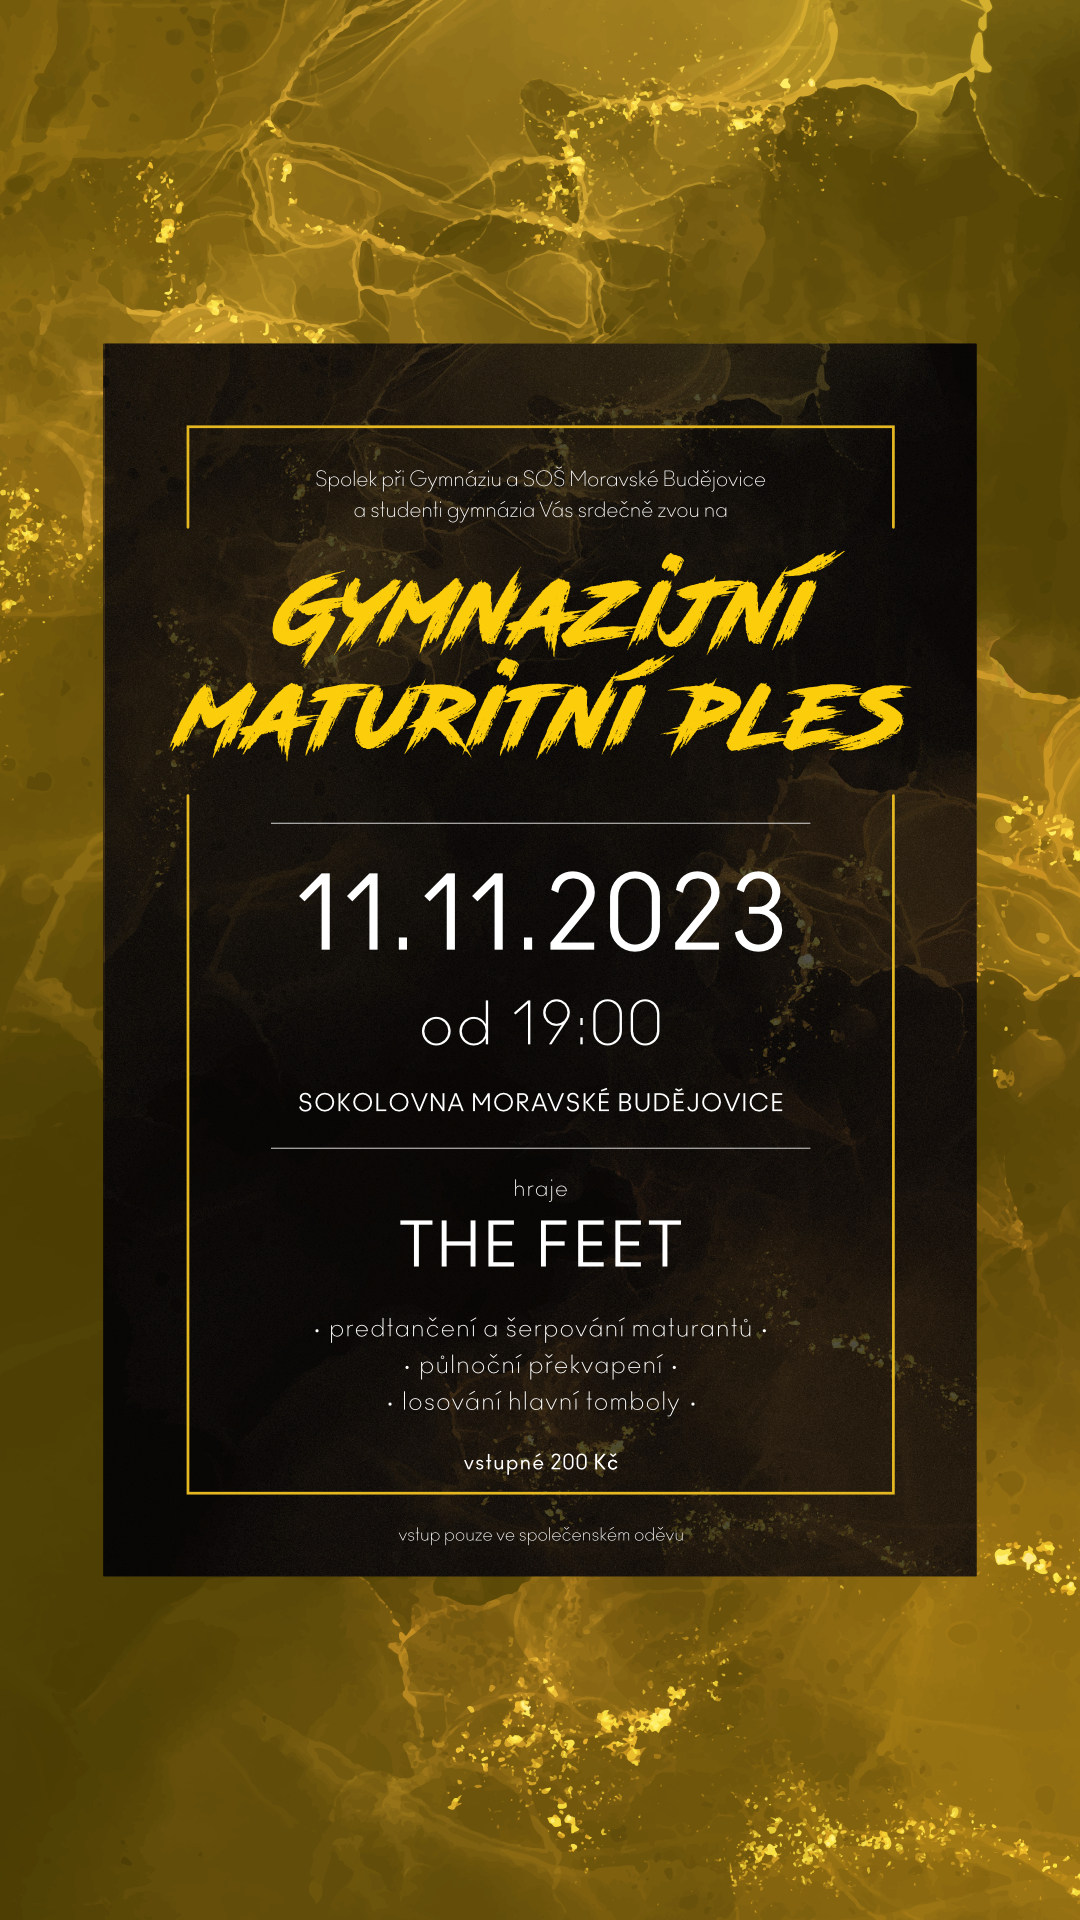 Spolek při Gymnáziu a SOŠ Moravské Budějovice
a studenti gymnázia Vás srdečně zvou na
GYMNAZIJNÍ
MATURITNÍ PLES
11.11.2023
od 19:00
SOKOLOVNA MORAVSKÉ BUDĚJOVICE
hraje
THE FEET
· predtančení a šerpování maturantů ·
· půlnoční překvapení ·
· losování hlavní tomboly ·
vstupné 200 Kč
vstup pouze ve společenském oděvu